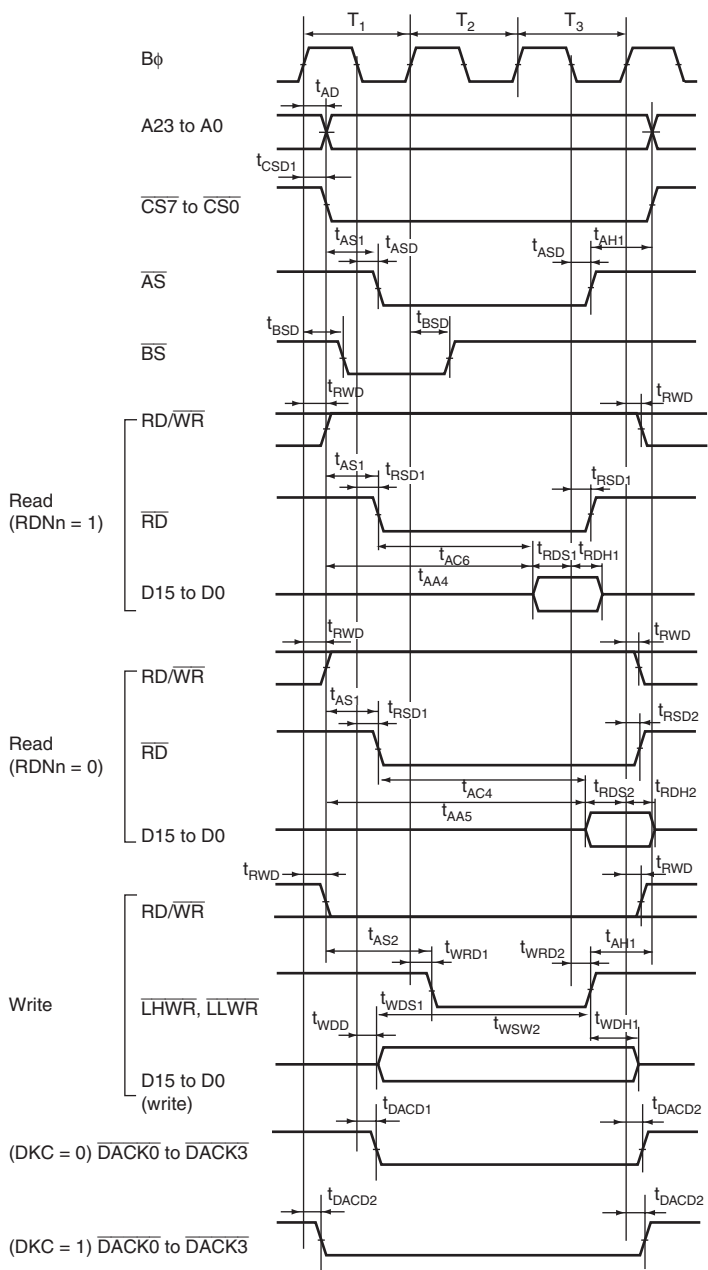 T1 T2 T3
Bφ
tAD
A23 to A0
tCSD1
CS7 to CS0
tAS1 tASD tASD tAH1
AS
tBSD tBSD
BS
tRWD tRWD
RD/WR
tAS1 tRSD1 tRSD1
Read
(RDNn = 1)
RD
tAC6 tRDS1 tRDH1
tAA4
D15 to D0
tRWD tRWD
RD/WR
tAS1 tRSD1 tRSD2
Read
(RDNn = 0)
RD
tAC4 tRDS2 tRDH2
tAA5
D15 to D0
tRWD tRWD
RD/WR
tAS2 tWRD1 tWRD2 tAH1
Write
LHWR, LLWR
tWDD tWDS1 tWSW2 tWDH1
D15 to D0
(write)
tDACD1 tDACD2
(DKC = 0) DACK0 to DACK3
tDACD2 tDACD2
(DKC = 1) DACK0 to DACK3